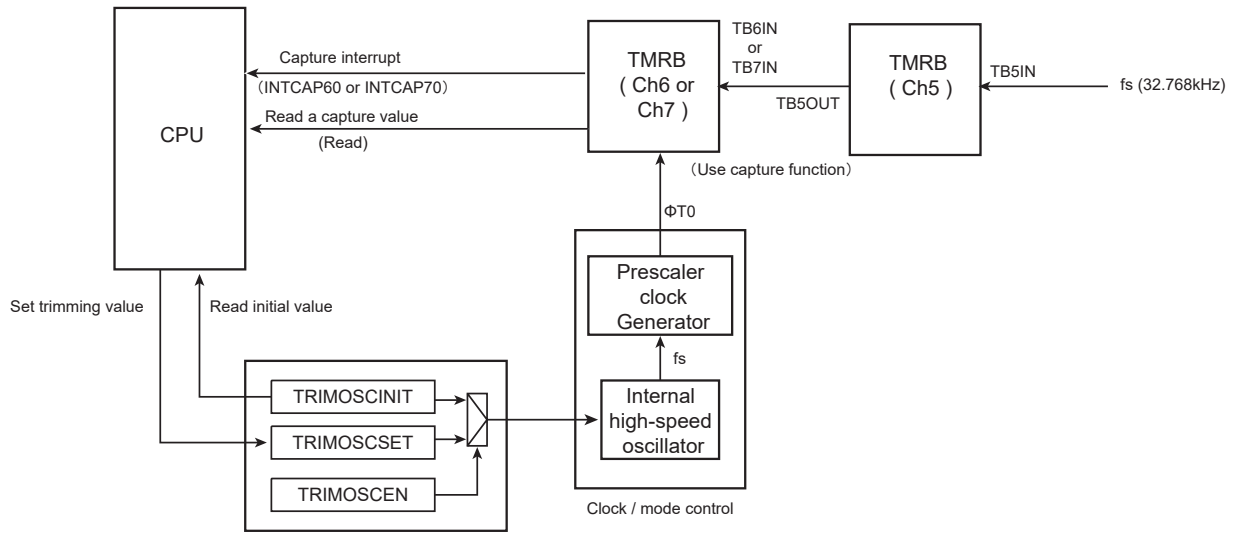 CPU
Capture interrupt
（INTCAP60 or INTCAP70）
Read a capture value
(Read)
TMRB
( Ch6 or
Ch7 )
TB6IN
or
TB7IN
TB5OUT
TMRB
( Ch5 )
TB5IN
fs (32.768kHz)
（Use capture function）
ΦT0
Prescaler
clock
Generator
fs
Internal
high-speed
oscillator
Clock / mode control
Set trimming value
Read initial value
TRIMOSCINIT
TRIMOSCSET
TRIMOSCEN